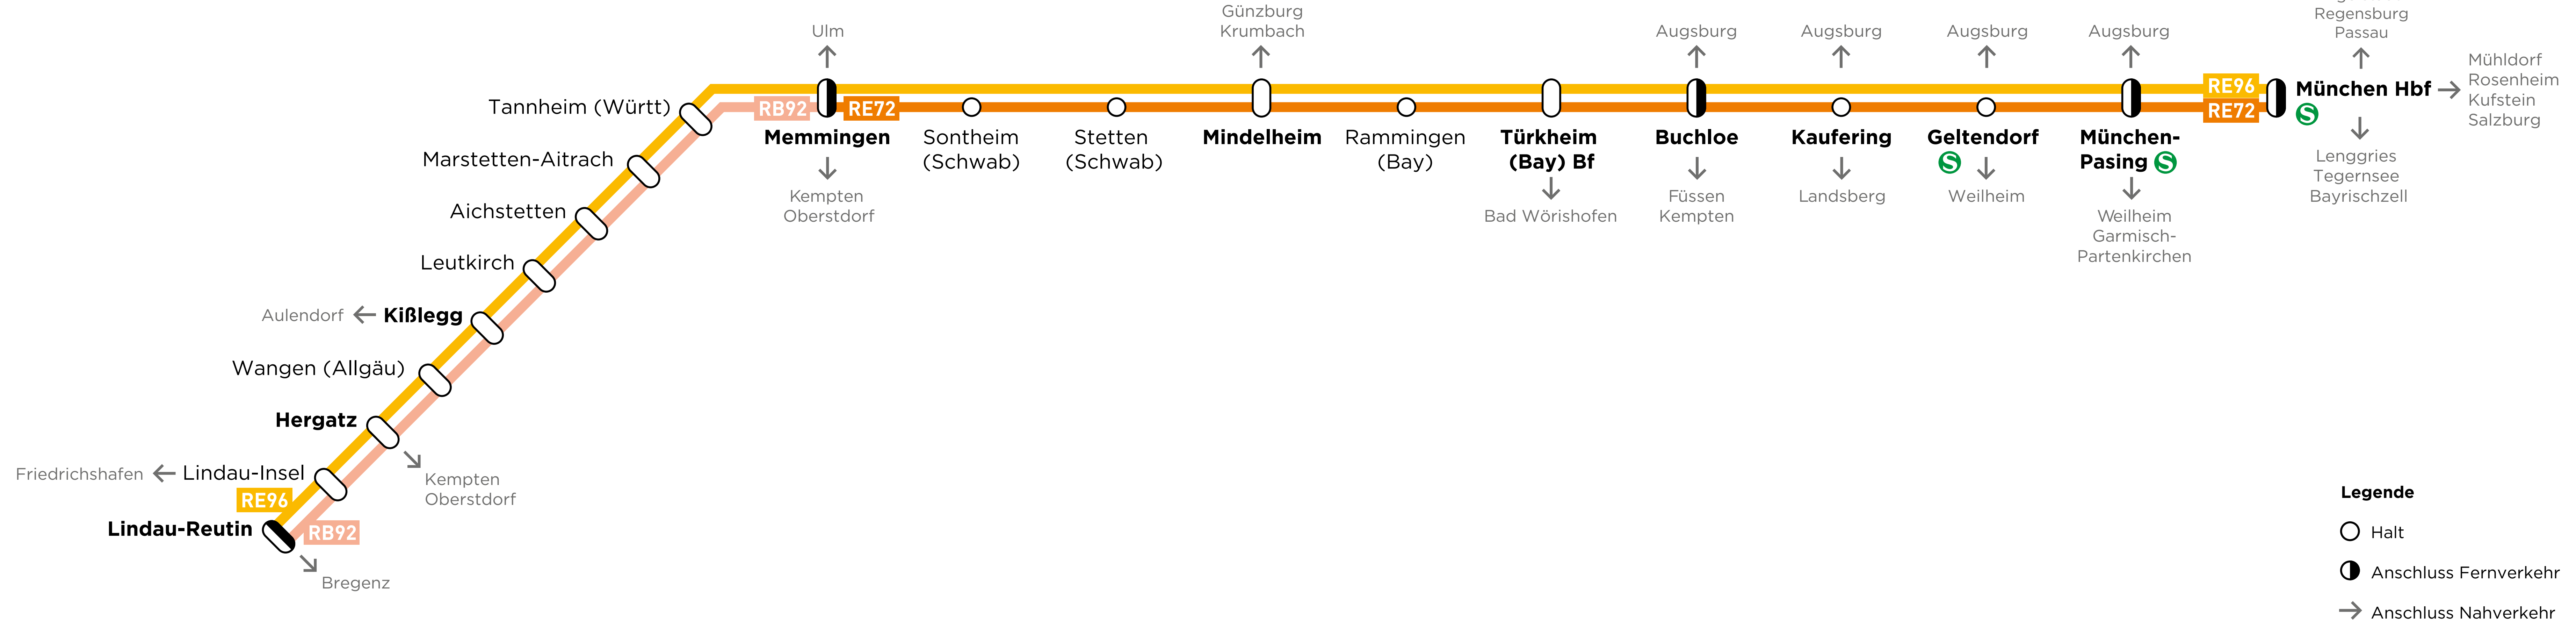 Ulm
Günzburg
Krumbach
Augsburg
Augsburg
Augsburg
Augsburg
Regensburg
Passau
Mühldorf
Rosenheim
Kufstein
Salzburg
München Hbf
S
RE96
RE72
Lenggries
Tegernsee
Bayrischzell
RB92
RE72
Memmingen
Kempten
Oberstdorf
Sontheim
(Schwab)
Stetten
(Schwab)
Mindelheim
Rammingen
(Bay)
Türkheim
(Bay) Bf
Bad Wörishofen
Buchloe
Füssen
Kempten
Kaufering
Landsberg
Geltendorf
S
Weilheim
München-
Pasing S
Weilheim
Garmisch-
Partenkirchen
Tannheim (Württ)
Marstetten-Aitrach
Aichstetten
Leutkirch
Aulendorf
Kißlegg
Wangen (Allgäu)
Hergatz
Kempten
Oberstdorf
Friedrichshafen
Lindau-Insel
RE96
Lindau-Reutin
RB92
Bregenz
Legende
Halt
Anschluss Fernverkehr
Anschluss Nahverkehr